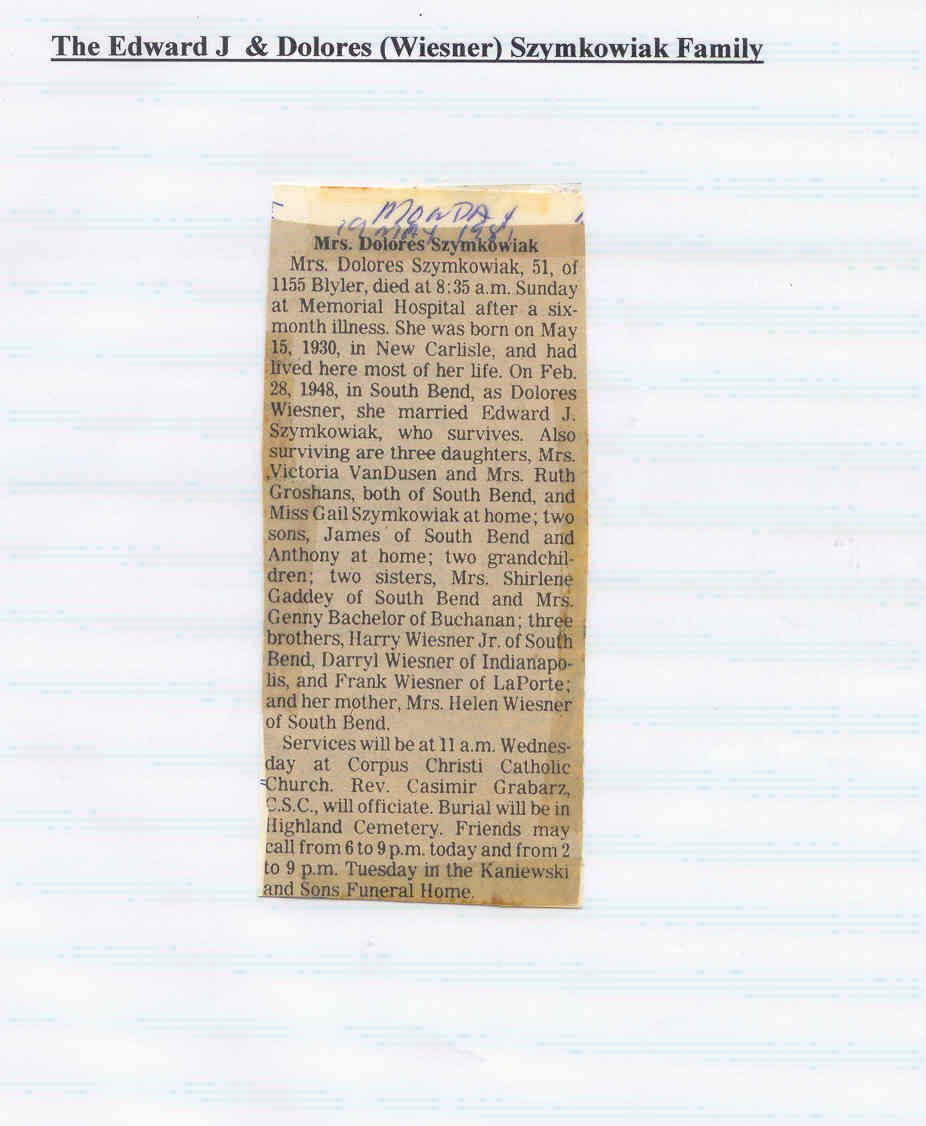 The Edward J & Dolores (Wiesner) Szymkowiak Family
MONDAY
19 MAY 1981
Mrs. Dolores Szymkowiak
Mrs. Dolores Szymkowiak, 51, of
1155 Blyler, died at 8:35 a.m. Sunday
at Memorial Hospital after a six-
month illness. She was born on May
15, 1930, in New Carlisle, and had
lived here most of her life. On Feb.
28, 1948, in South Bend, as Dolores
Wiesner, she married Edward J.
Szymkowiak, who survives. Also
surviving are three daughters, Mrs.
Victoria VanDusen and Mrs. Ruth
Groshans, both of South Bend, and
Miss Gail Szymkowiak at home; two
sons, James of South Bend and
Anthony at home; two grandchil-
dren; two sisters, Mrs. Shirlene
Gaddey of South Bend and Mrs.
Genny Bachelor of Buchanan; three
brothers, Harry Wiesner Jr. of South
Bend, Darryl Wiesner of Indianapo-
lis, and Frank Wiesner of LaPorte;
and her mother, Mrs. Helen Wiesner
of South Bend.
Services will be at 11 a.m. Wednes-
day at Corpus Christi Catholic
Church. Rev. Casimir Grabarz,
C.S.C., will officiate. Burial will be in
Highland Cemetery. Friends may
call from 6 to 9 p.m. today and from 2
to 9 p.m. Tuesday in the Kaniewski
and Sons Funeral Home.